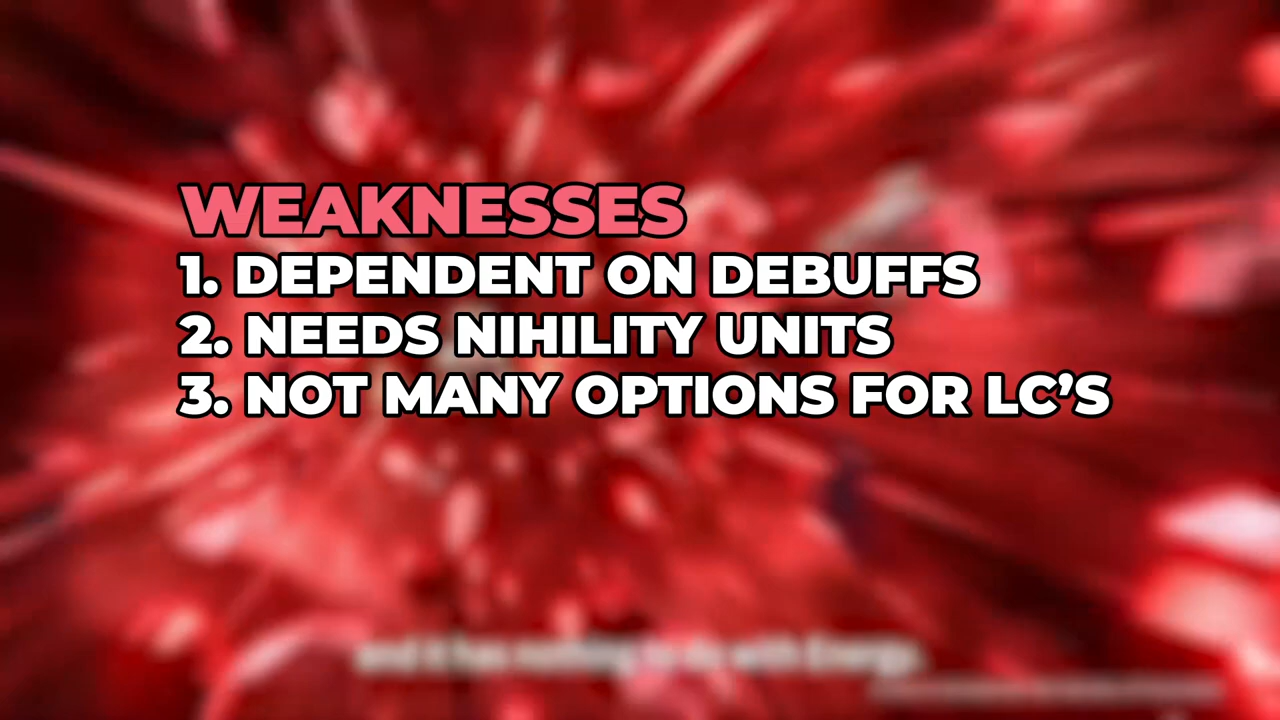 WEAKNESSES
1. DEPENDENT ON DEBUFFS
2. NEEDS NIHILITY UNITS
3. NOT MANY OPTIONS FOR LC'S